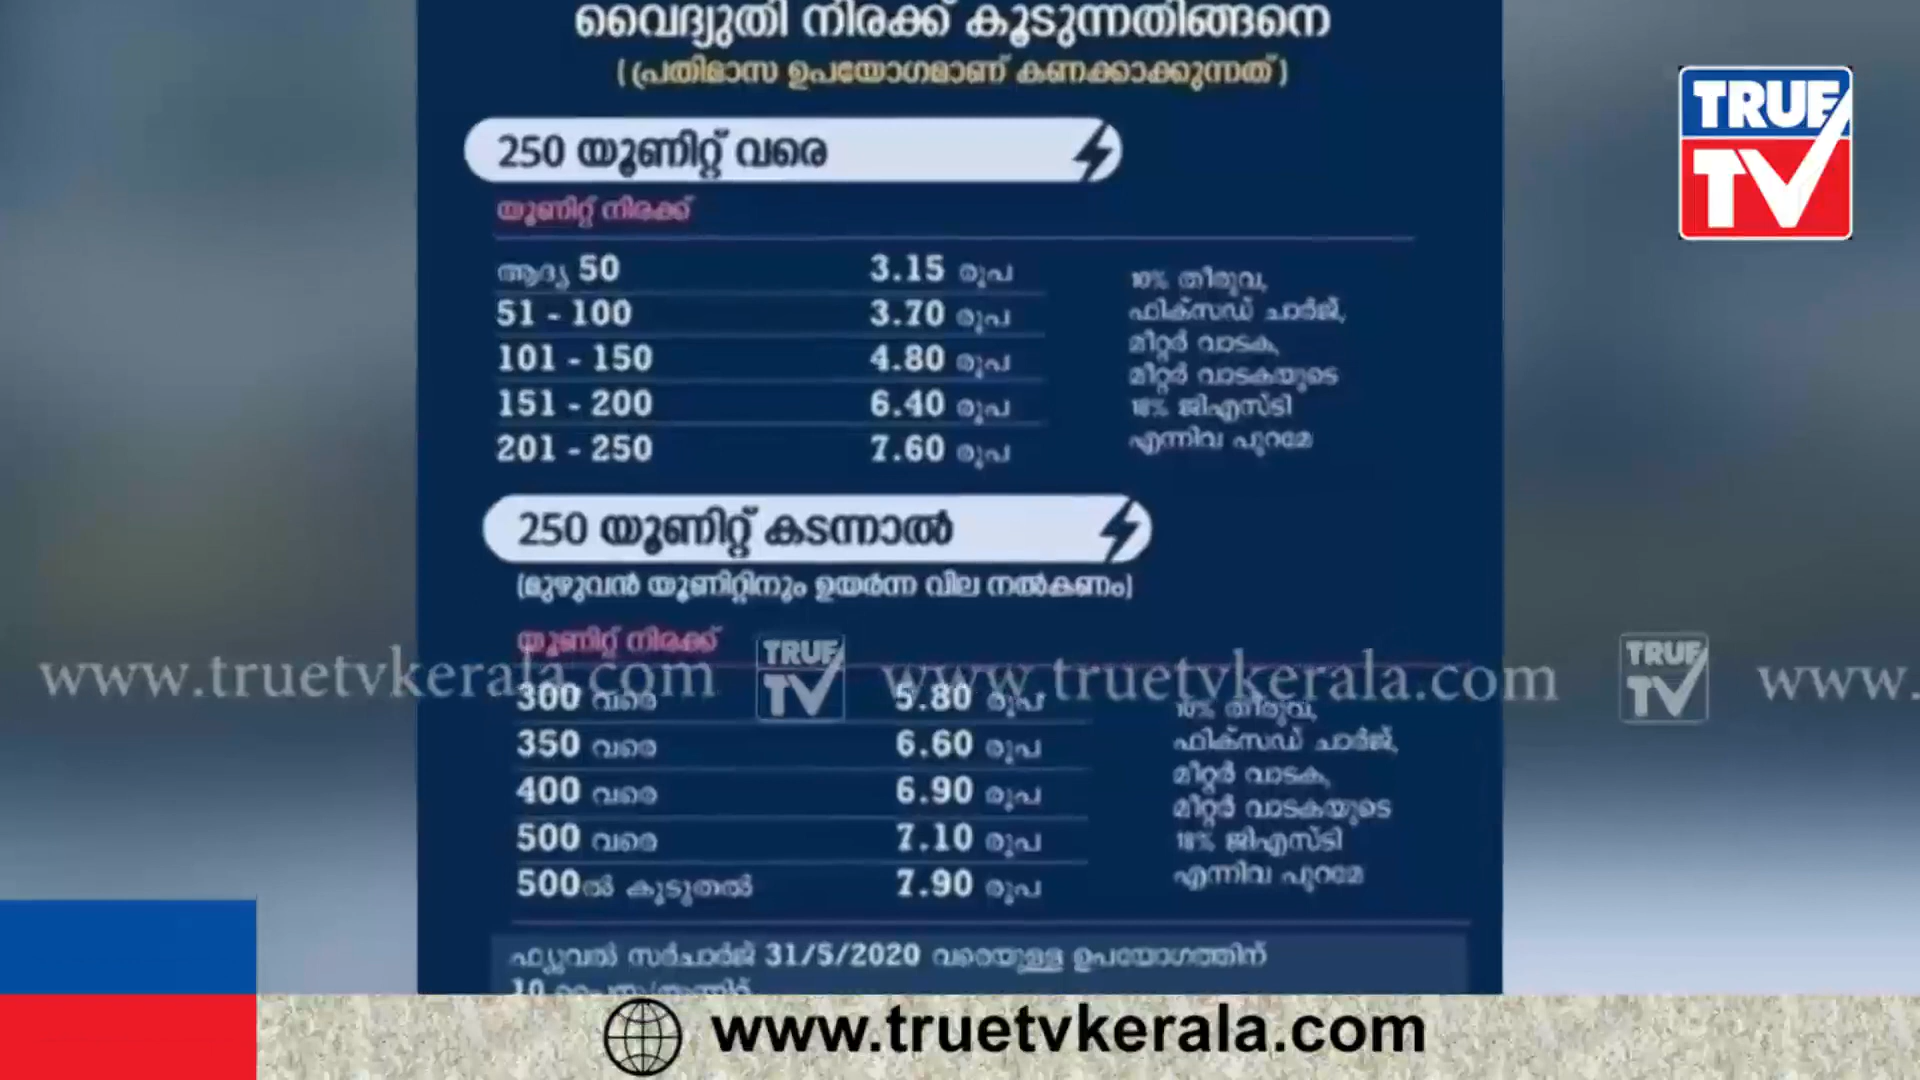 വൈദ്യുതി നിരക്ക് കൂടുന്നതിങ്ങനെ
(പ്രതിമാസ ഉപയോഗമാണ് കണക്കാക്കുന്നത്)
TRUE
TV
250 യൂണിറ്റ് വരെ
യൂണിറ്റ് നിരക്ക്
ആദ്യ 50 3.15 രൂപ
51 - 100 3.70 രൂപ
101 - 150 4.80 രൂപ
151 - 200 6.40 രൂപ
201 - 250 7.60 രൂപ
10% തീരുവ,
ഫിക്സഡ് ചാർജ്,
മീറ്റർ വാടക,
മീറ്റർ വാടകയുടെ
18% ജിഎസ്ടി
എന്നിവ പുറമേ
250 യൂണിറ്റ് കടന്നാൽ
(മുഴുവൻ യൂണിറ്റിനും ഉയർന്ന വില നൽകണം)
യൂണിറ്റ് നിരക്ക്
www.truetvkerala.com TRUE TV www.truetvkerala.com TRUE TV www.
300 വരെ 5.80 രൂപ
350 വരെ 6.60 രൂപ
400 വരെ 6.90 രൂപ
500 വരെ 7.10 രൂപ
500ൽ കൂടുതൽ 7.90 രൂപ
10% തീരുവ,
ഫിക്സഡ് ചാർജ്,
മീറ്റർ വാടക,
മീറ്റർ വാടകയുടെ
18% ജിഎസ്ടി
എന്നിവ പുറമേ
ഫ്യുവൽ സർചാർജ് 31/5/2020 വരെയുള്ള ഉപയോഗത്തിന്
10 പൈസ/യൂണിറ്റ്
www.truetvkerala.com